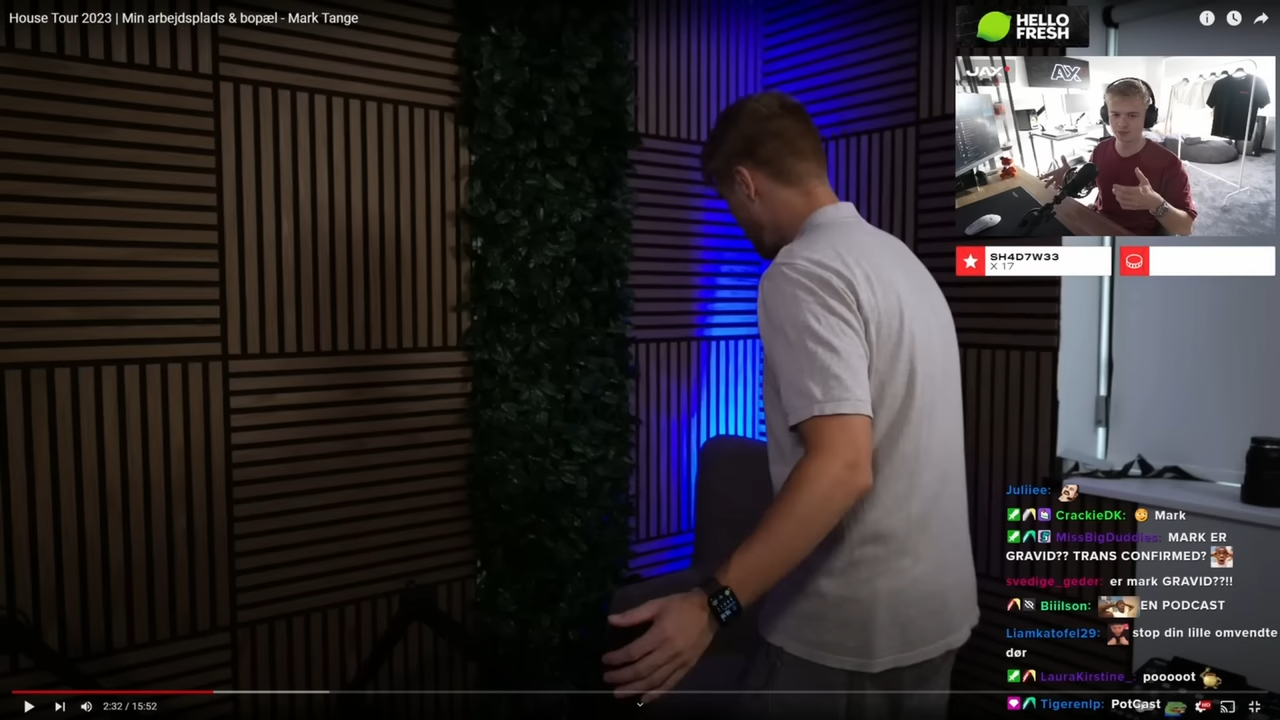 House Tour 2023 | Min arbejdsplads & bopæl - Mark Tange
HELLO
FRESH
JAX
AX
SH4D7W33
X 17
Juliiee:
CrackieDK: Mark
MissBigDuddies: MARK ER
GRAVID?? TRANS CONFIRMED?
svedige_geder: er mark GRAVID??!!
Biiilson: EN PODCAST
Liamkatofel29: stop din lille omvendte
dør
LauraKirstine_: pooooot
Tigerenlp: PotCast
2:32 / 15:52
HD